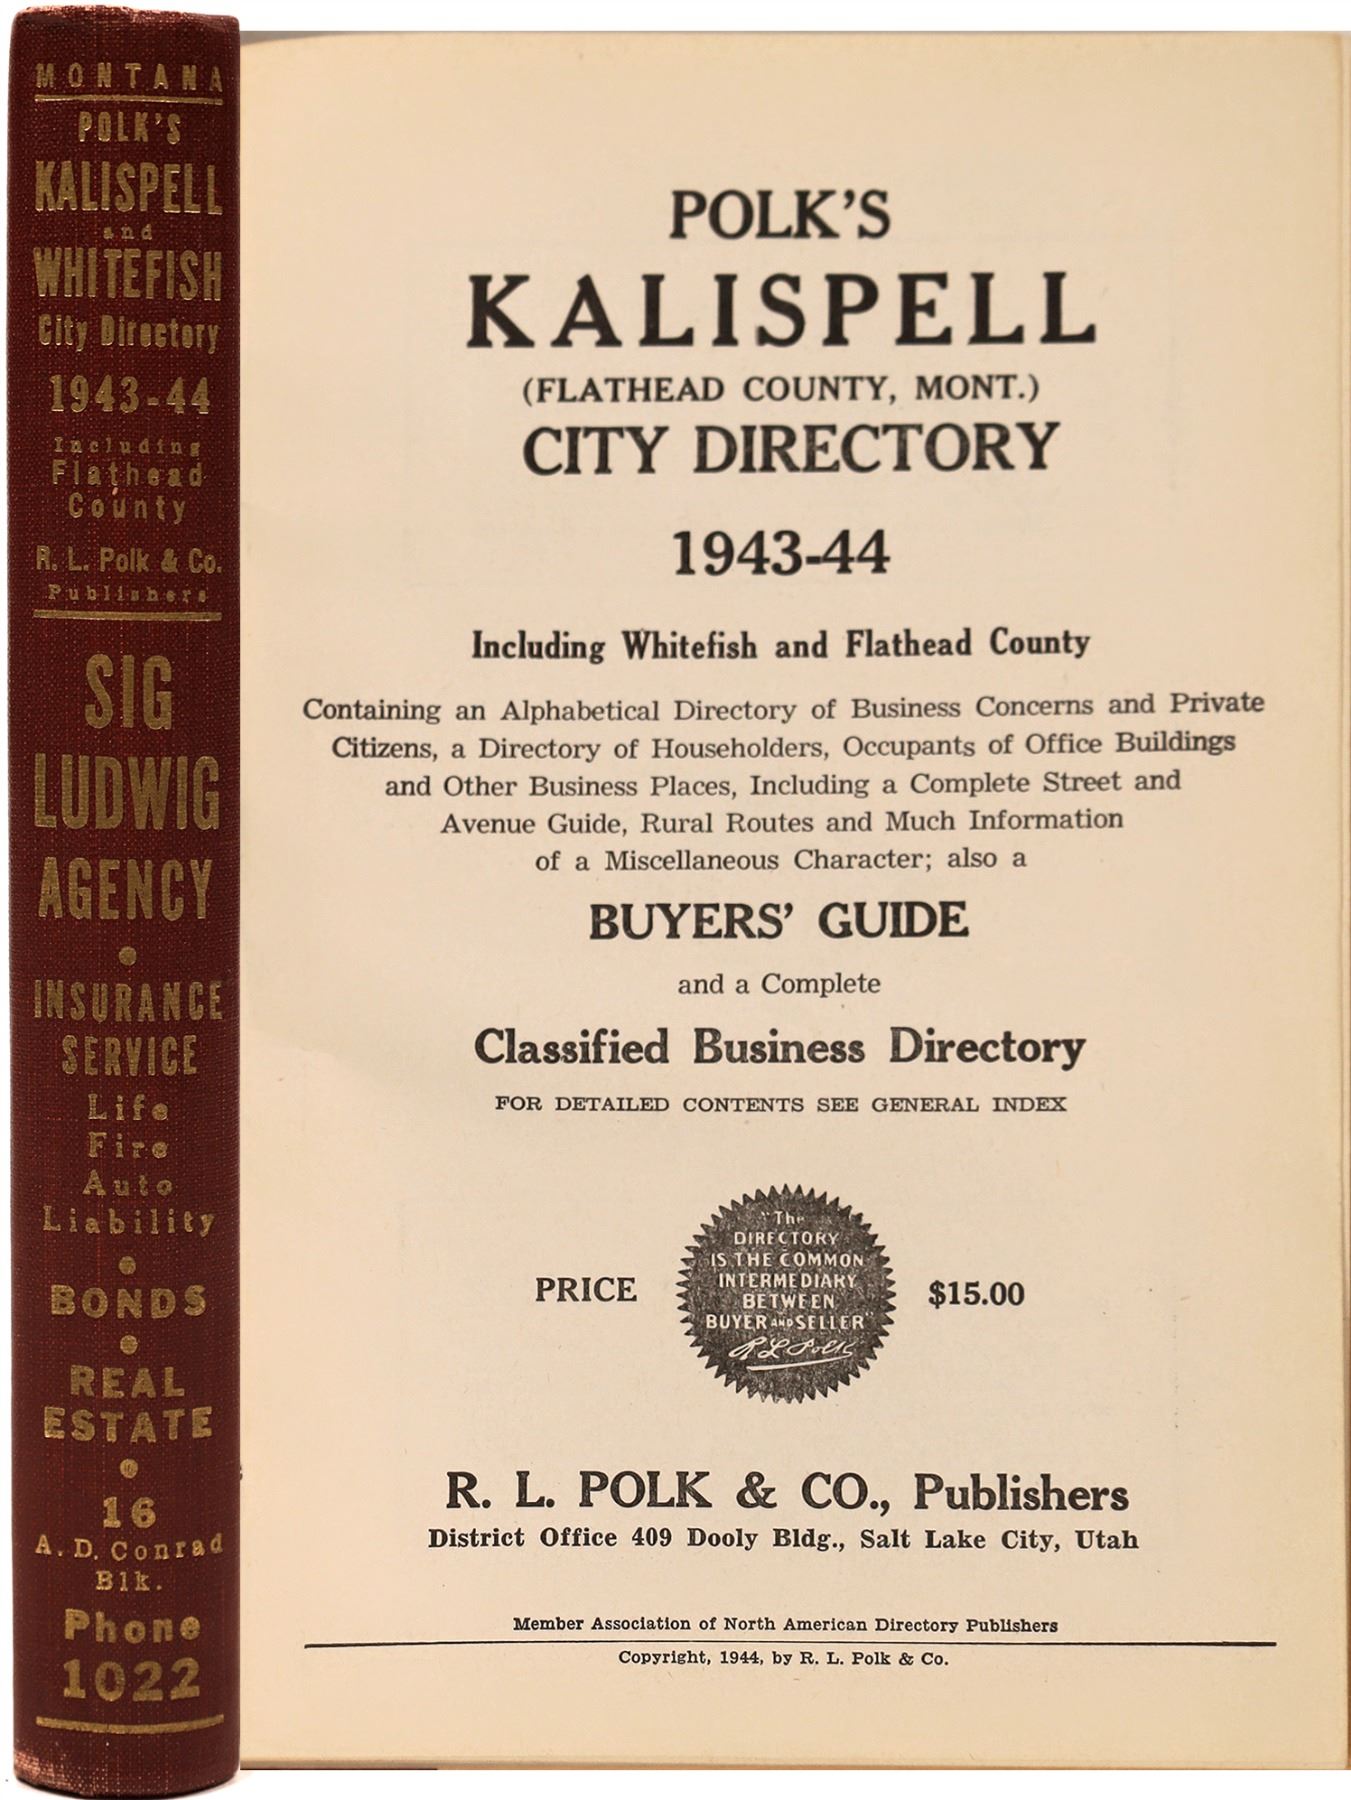 MONTANA
POLK'S
KALISPELL
and
WHITEFISH
City Directory
1943-44
Including
Flathead
County
R. L. Polk & Co.
Publishers
SIG
LUDWIG
AGENCY
•
INSURANCE
SERVICE
Life
Fire
Auto
Liability
•
BONDS
•
REAL
ESTATE
•
16
A. D. Conrad
Blk.
Phone
1022
POLK'S
KALISPELL
(FLATHEAD COUNTY, MONT.)
CITY DIRECTORY
1943-44
Including Whitefish and Flathead County
Containing an Alphabetical Directory of Business Concerns and Private
Citizens, a Directory of Householders, Occupants of Office Buildings
and Other Business Places, Including a Complete Street and
Avenue Guide, Rural Routes and Much Information
of a Miscellaneous Character; also a
BUYERS' GUIDE
and a Complete
Classified Business Directory
FOR DETAILED CONTENTS SEE GENERAL INDEX
"The
DIRECTORY
IS THE COMMON
INTERMEDIARY
BETWEEN
BUYER AND SELLER"
R L Polk
PRICE $15.00
R. L. POLK & CO., Publishers
District Office 409 Dooly Bldg., Salt Lake City, Utah
Member Association of North American Directory Publishers
Copyright, 1944, by R. L. Polk & Co.